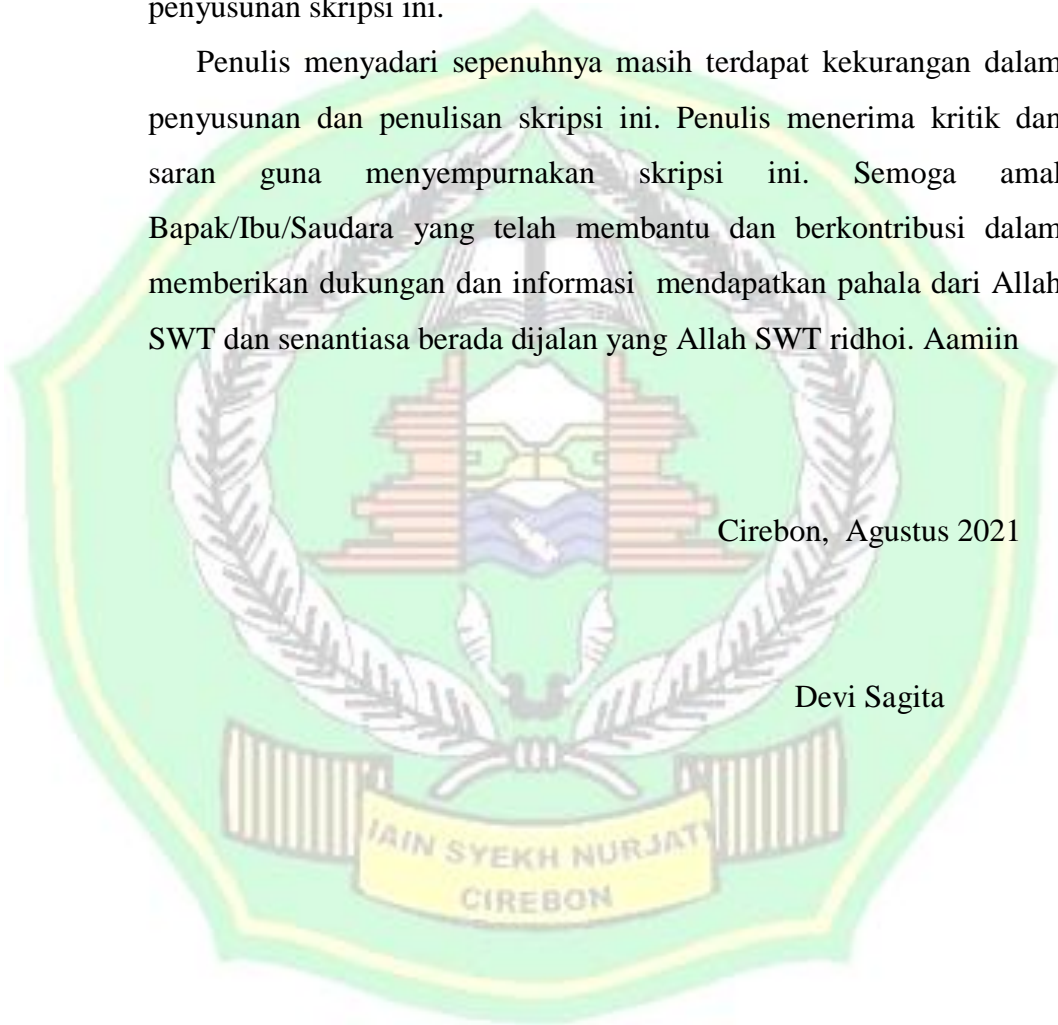 penyusunan skripsi ini.
Penulis menyadari sepenuhnya masih terdapat kekurangan dalam
penyusunan dan penulisan skripsi ini. Penulis menerima kritik dan
saran guna menyempurnakan skripsi ini. Semoga amal
Bapak/Ibu/Saudara yang telah membantu dan berkontribusi dalam
memberikan dukungan dan informasi mendapatkan pahala dari Allah
SWT dan senantiasa berada dijalan yang Allah SWT ridhoi. Aamiin
Cirebon, Agustus 2021
Devi Sagita
IAIN SYEKH NURJATI
CIREBON